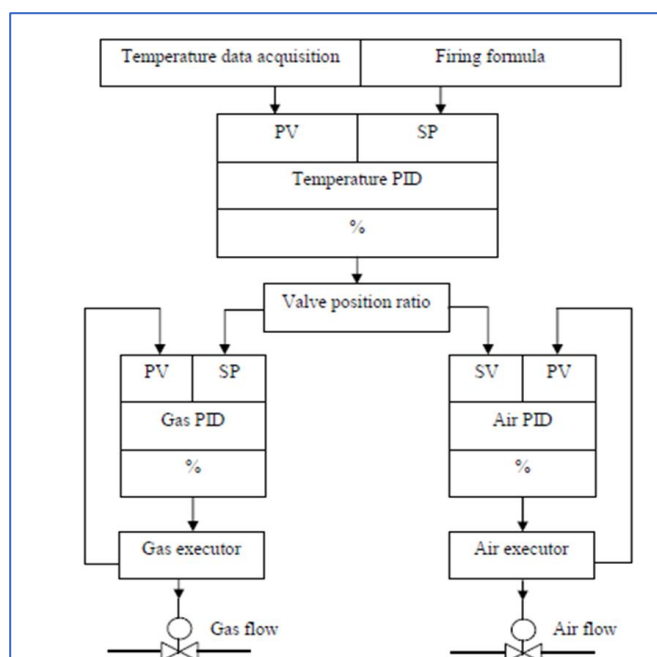 Temperature data acquisition
Firing formula
PV
SP
Temperature PID
%
Valve position ratio
PV
SP
SV
PV
Gas PID
Air PID
%
%
Gas executor
Air executor
Gas flow
Air flow